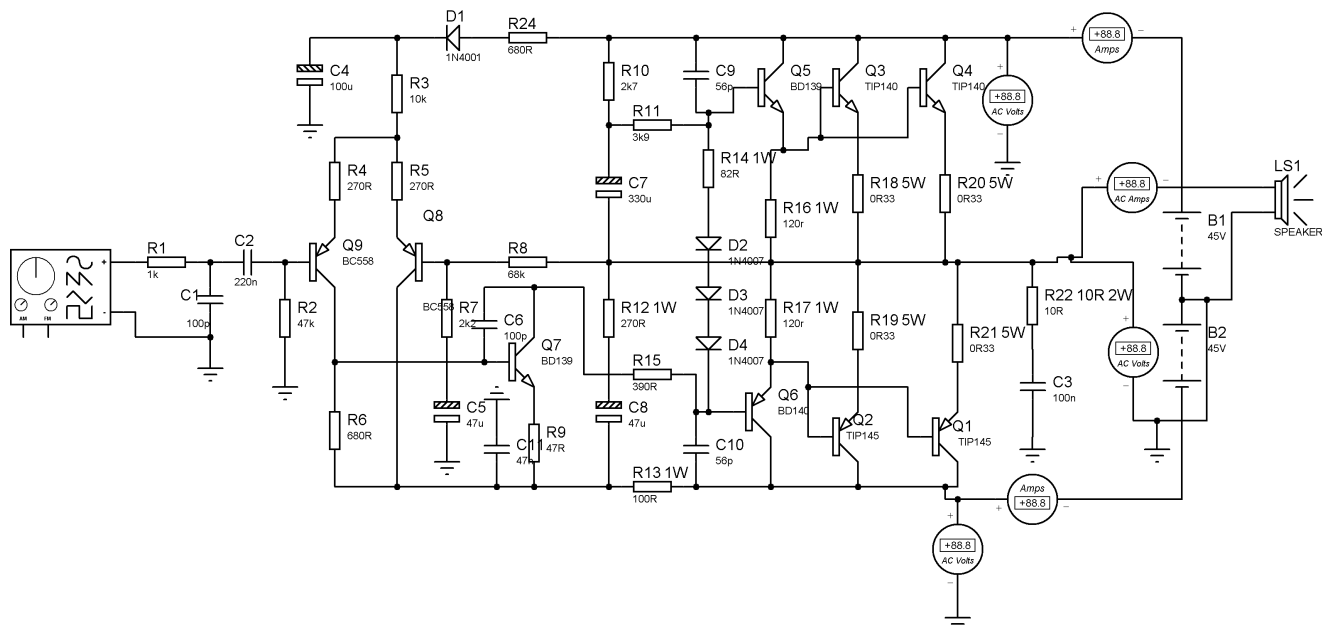 D1
1N4001
R24
680R
+88.8
Amps
C4
100u
R3
10k
R10
2k7
C9
56p
Q5
BD139
Q3
TIP140
Q4
TIP140
+88.8
AC Volts
R11
3k9
R4
270R
R5
270R
C7
330u
R14 1W
82R
R18 5W
0R33
R20 5W
0R33
+88.8
AC Amps
LS1
SPEAKER
R16 1W
120r
Q8
B1
45V
R1
1k
C2
220n
Q9
BC558
R8
68k
D2
1N4007
AM
FM
C1
100p
R2
47k
BC558
R7
2k2
C6
100p
R12 1W
270R
D3
1N4007
R17 1W
120r
R19 5W
0R33
R21 5W
0R33
R22 10R 2W
10R
+88.8
AC Volts
B2
45V
Q7
BD139
D4
1N4007
R15
390R
Q6
BD140
C3
100n
R6
680R
C5
47u
C11
47n
R9
47R
C8
47u
C10
56p
Q2
TIP145
Q1
TIP145
R13 1W
100R
Amps
+88.8
+88.8
AC Volts